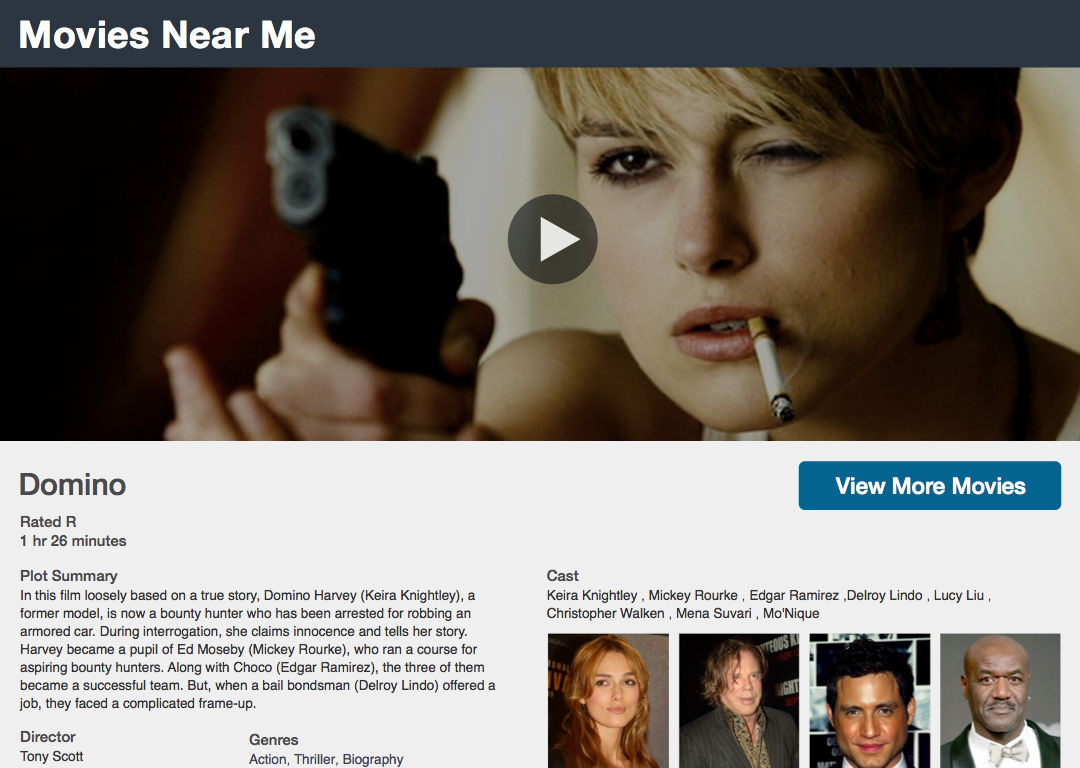 Movies Near Me
Domino
View More Movies
Rated R
1 hr 26 minutes
Plot Summary
In this film loosely based on a true story, Domino Harvey (Keira Knightley), a
former model, is now a bounty hunter who has been arrested for robbing an
armored car. During interrogation, she claims innocence and tells her story.
Harvey became a pupil of Ed Moseby (Mickey Rourke), who ran a course for
aspiring bounty hunters. Along with Choco (Edgar Ramirez), the three of them
became a successful team. But, when a bail bondsman (Delroy Lindo) offered a
job, they faced a complicated frame-up.
Director
Tony Scott
Genres
Action, Thriller, Biography
Cast
Keira Knightley , Mickey Rourke , Edgar Ramirez ,Delroy Lindo , Lucy Liu ,
Christopher Walken , Mena Suvari , Mo'Nique